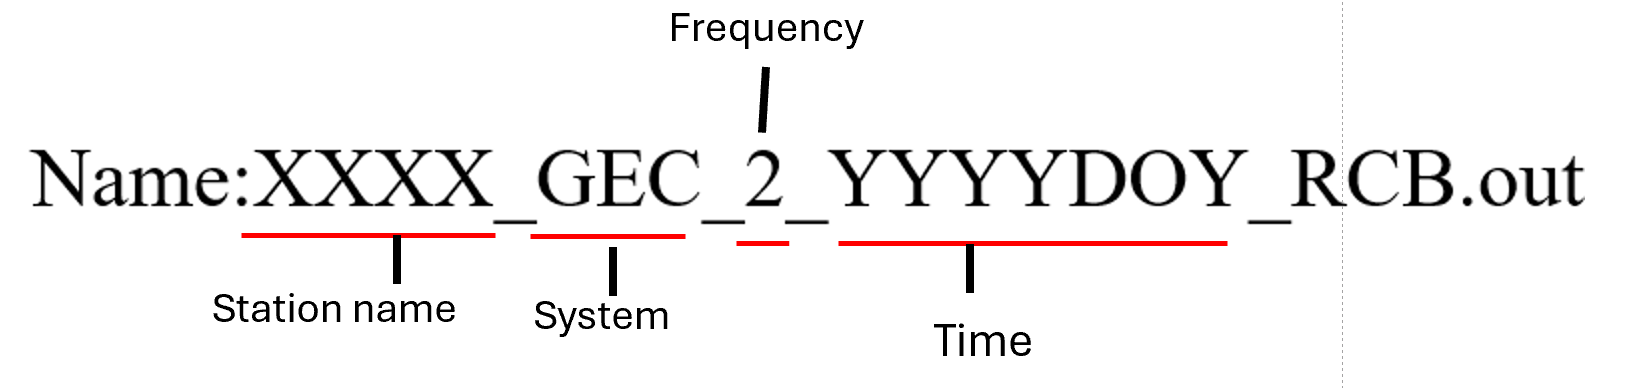 Frequency
Name:XXXX_GEC_2_YYYYDOY_RCB.out
Station name
System
Time